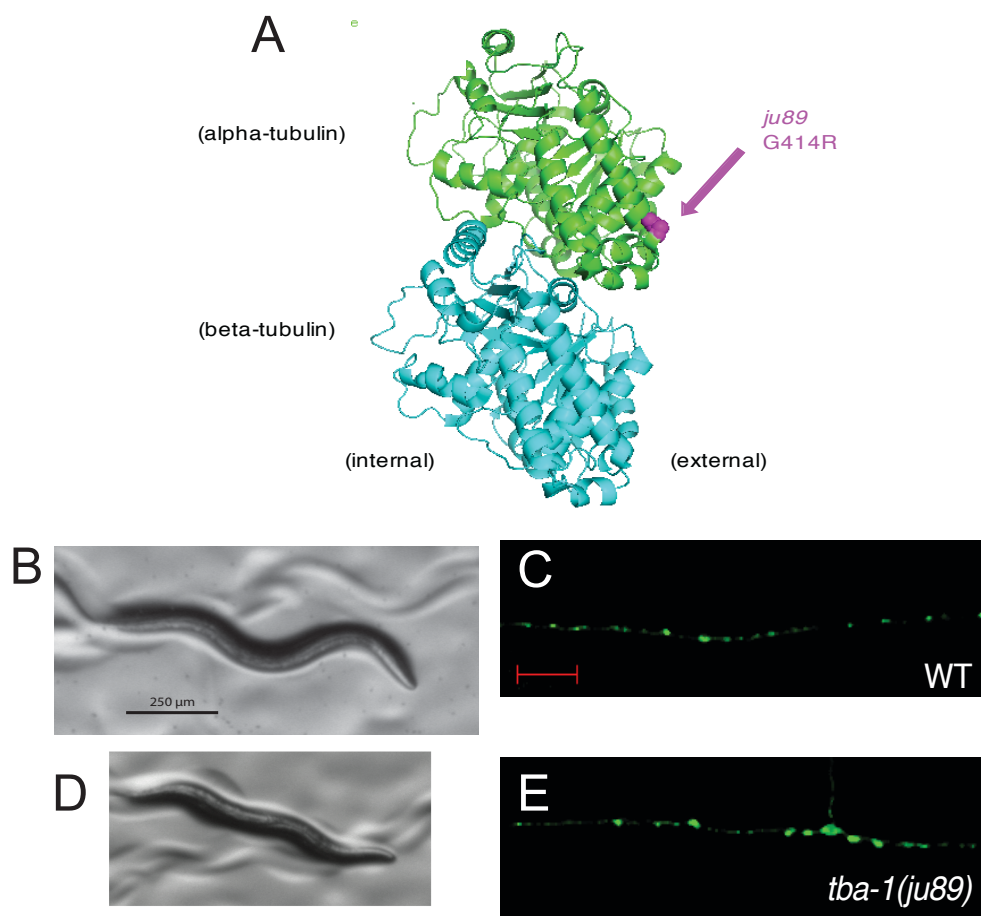 A
e
(alpha-tubulin)
ju89
G414R
(beta-tubulin)
(internal)
(external)
B
250 µm
C
WT
D
E
tba-1(ju89)